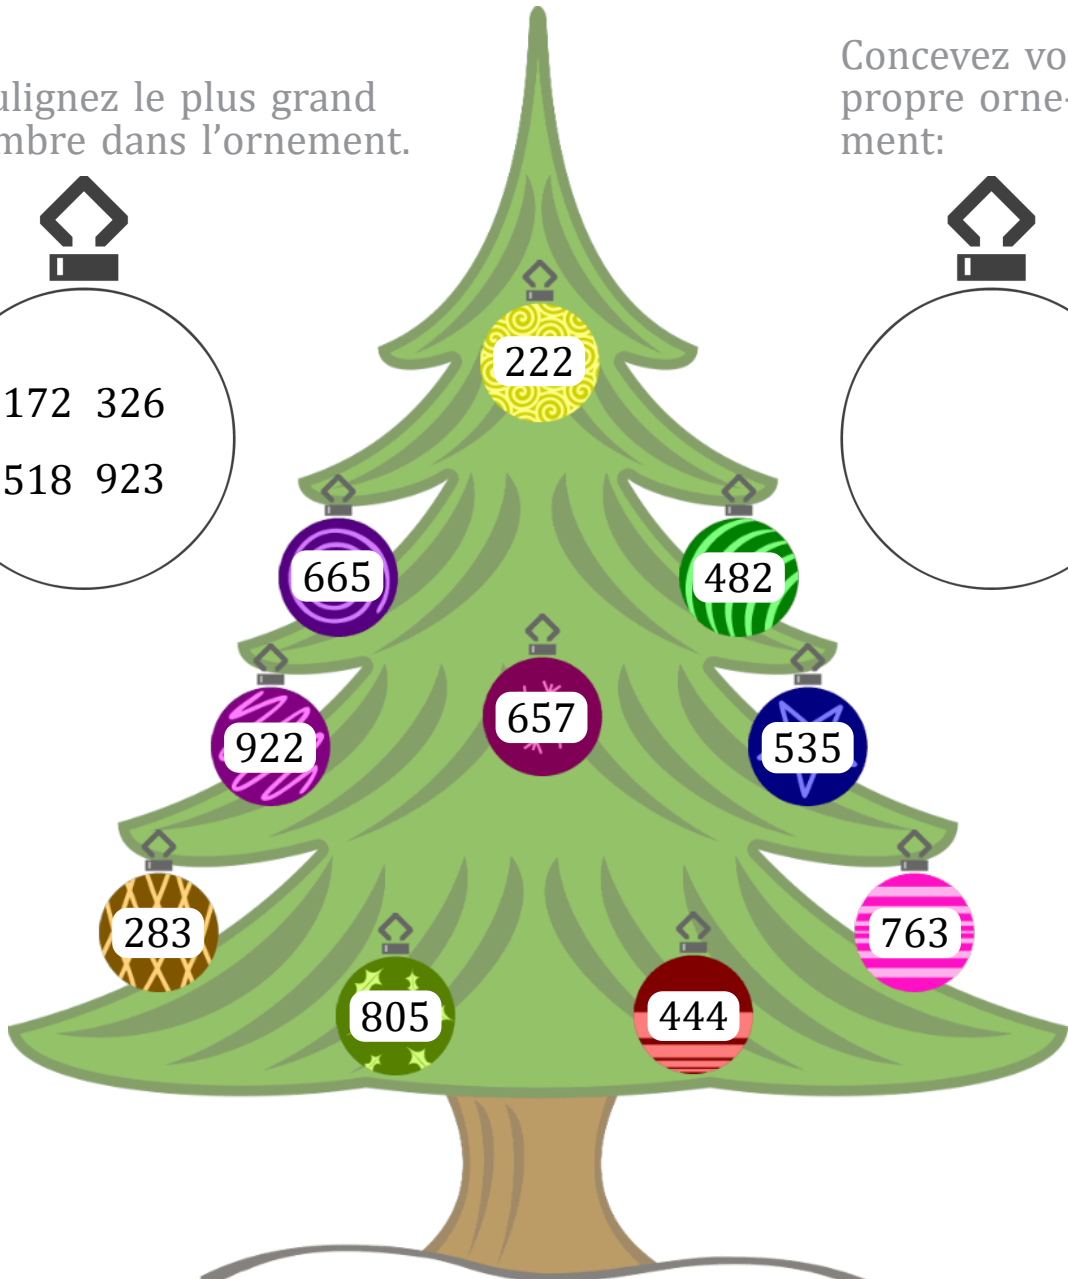 ulignez le plus grand
mbre dans l'ornement.
172 326
518 923
Concevez vo
propre orne-
ment:
222
665
482
922
657
535
283
763
805
444